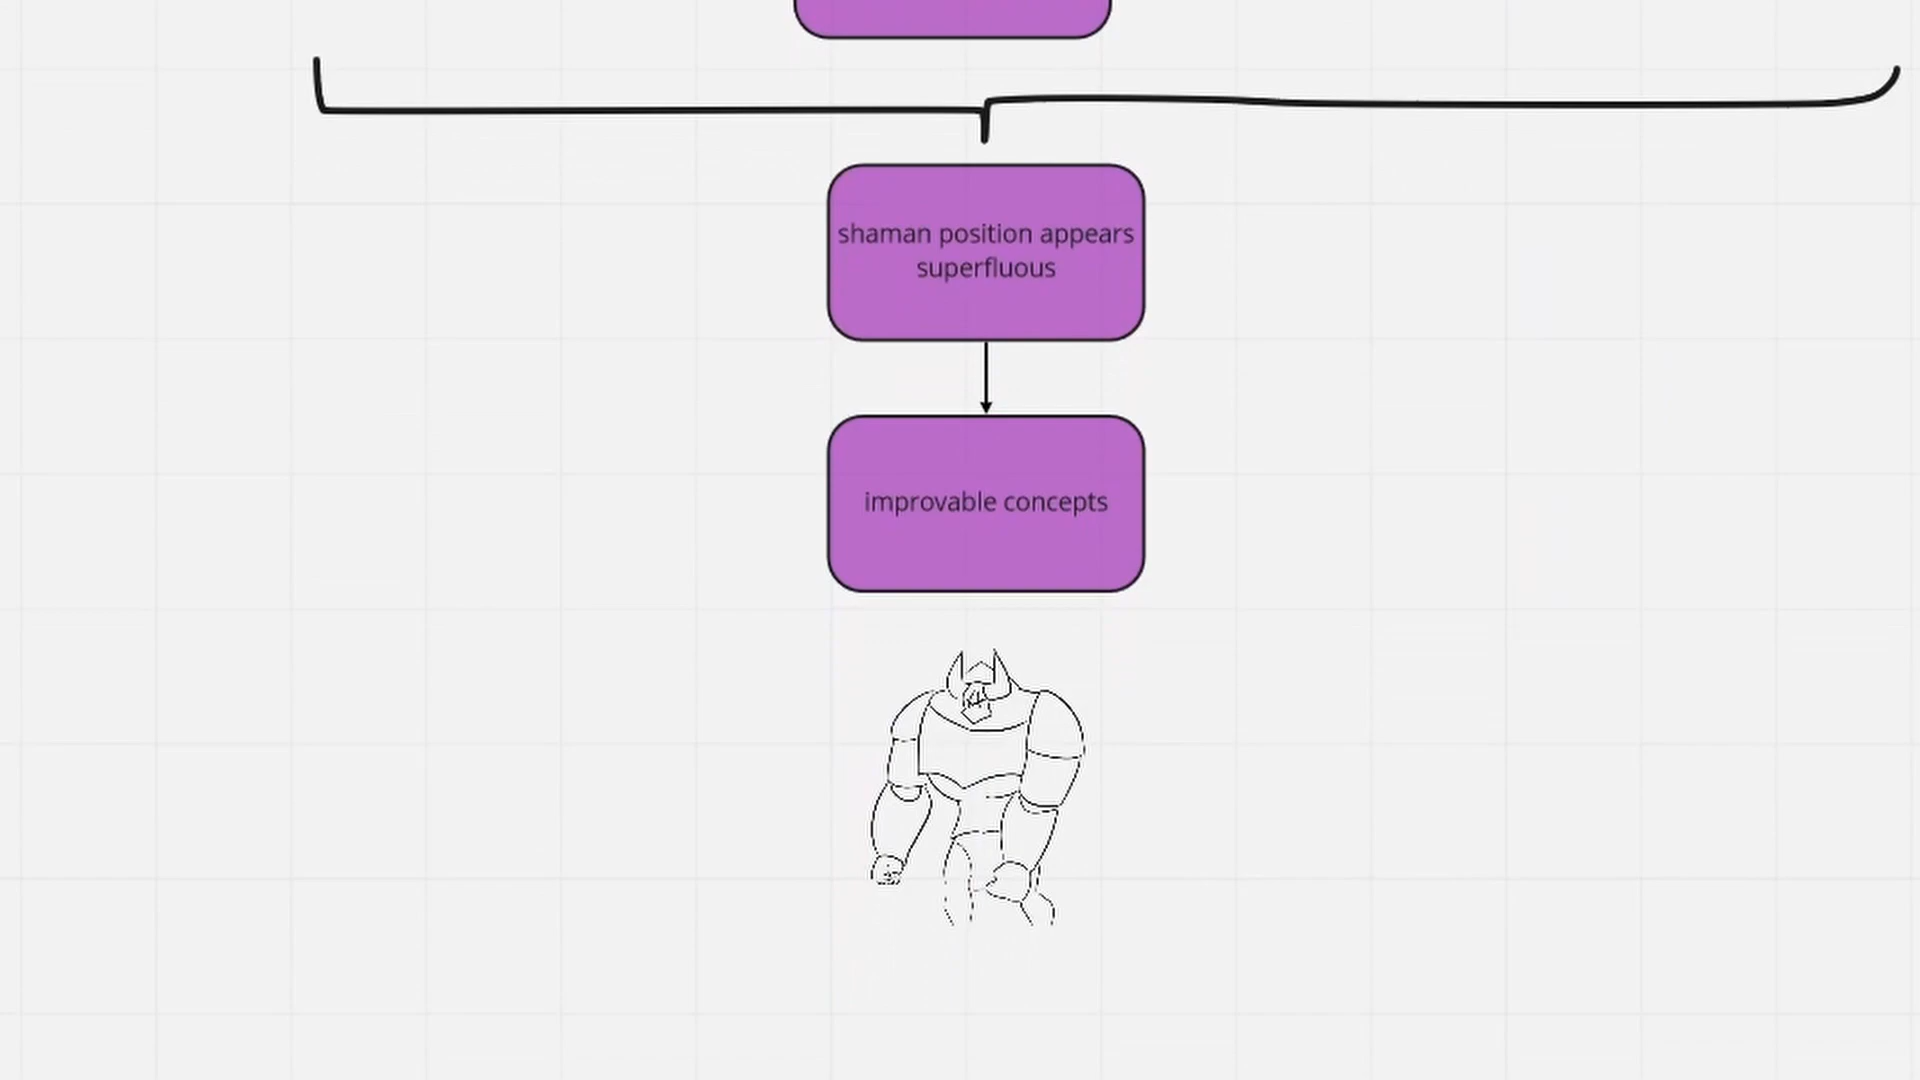 shaman position appears
superfluous
improvable concepts